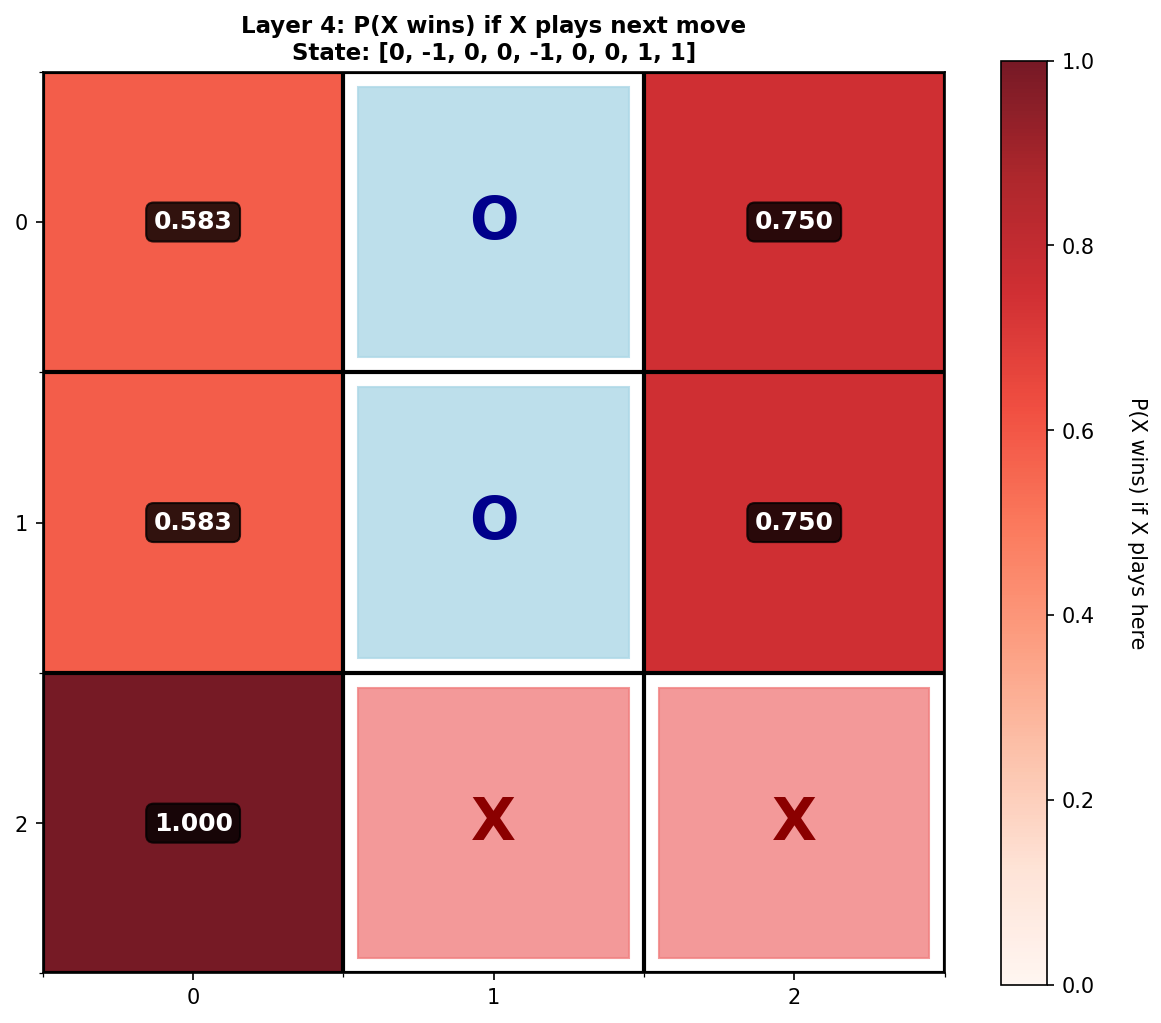 Layer 4: P(X wins) if X plays next move
State: [0, -1, 0, 0, -1, 0, 0, 1, 1]
0
0.583
O
0.750
1
0.583
O
0.750
2
1.000
X
X
0
1
2
1.0
0.8
0.6
0.4
0.2
0.0
P(X wins) if X plays here